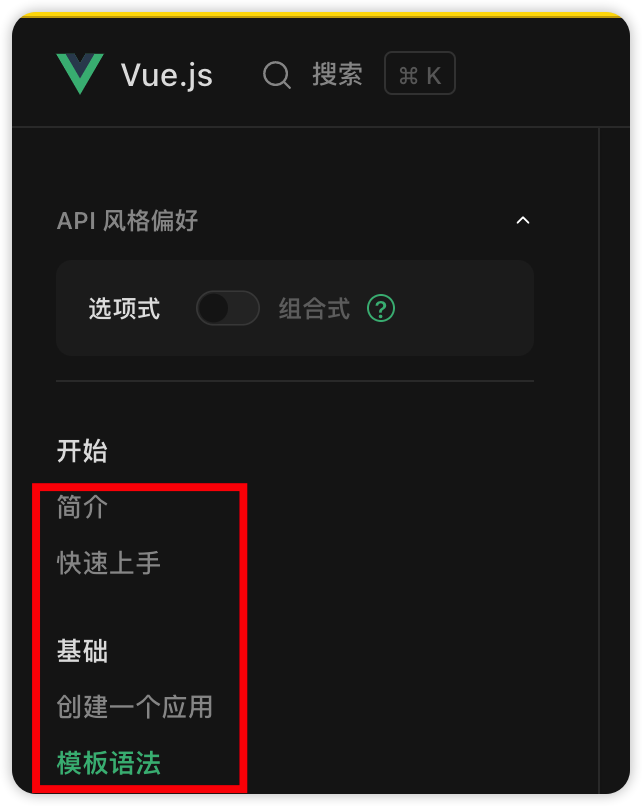 Vue.js 搜索 ⌘ K
API 风格偏好
选项式 组合式 ?
开始
简介
快速上手
基础
创建一个应用
模板语法